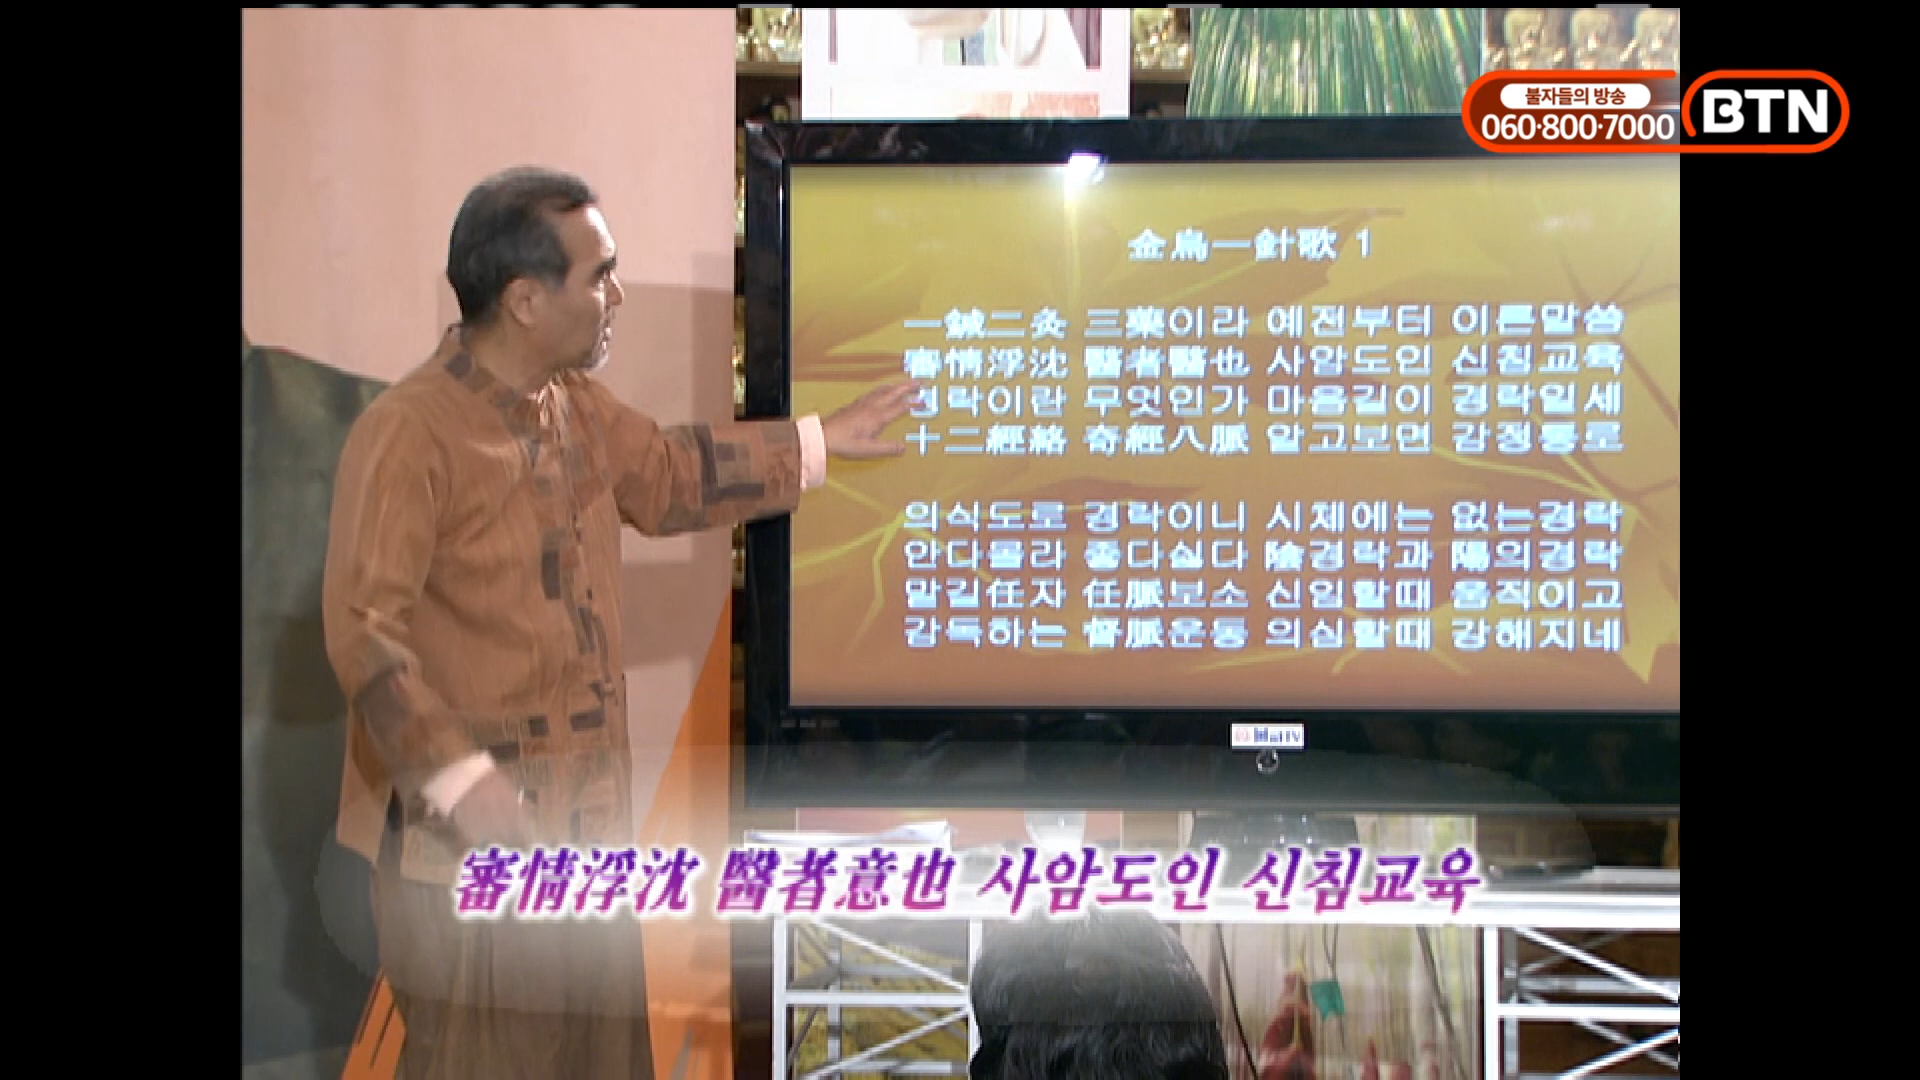 불자들의 방송
060·800·7000
BTN
金烏一針歌 1
一鍼二灸 三藥이라 예전부터 이른말씀
審情浮沈 醫者醫也 사암도인 신침교육
경락이란 무엇인가 마음길이 경락일세
十二經絡 奇經八脈 알고보면 감정통로
의식도로 경락이니 시체에는 없는경락
안다몰라 좋다싫다 陰경락과 陽의경락
맡길任자 任脈보소 신임할때 움직이고
감독하는 督脈운동 의심할때 강해지네
審情浮沈 醫者意也 사암도인 신침교육